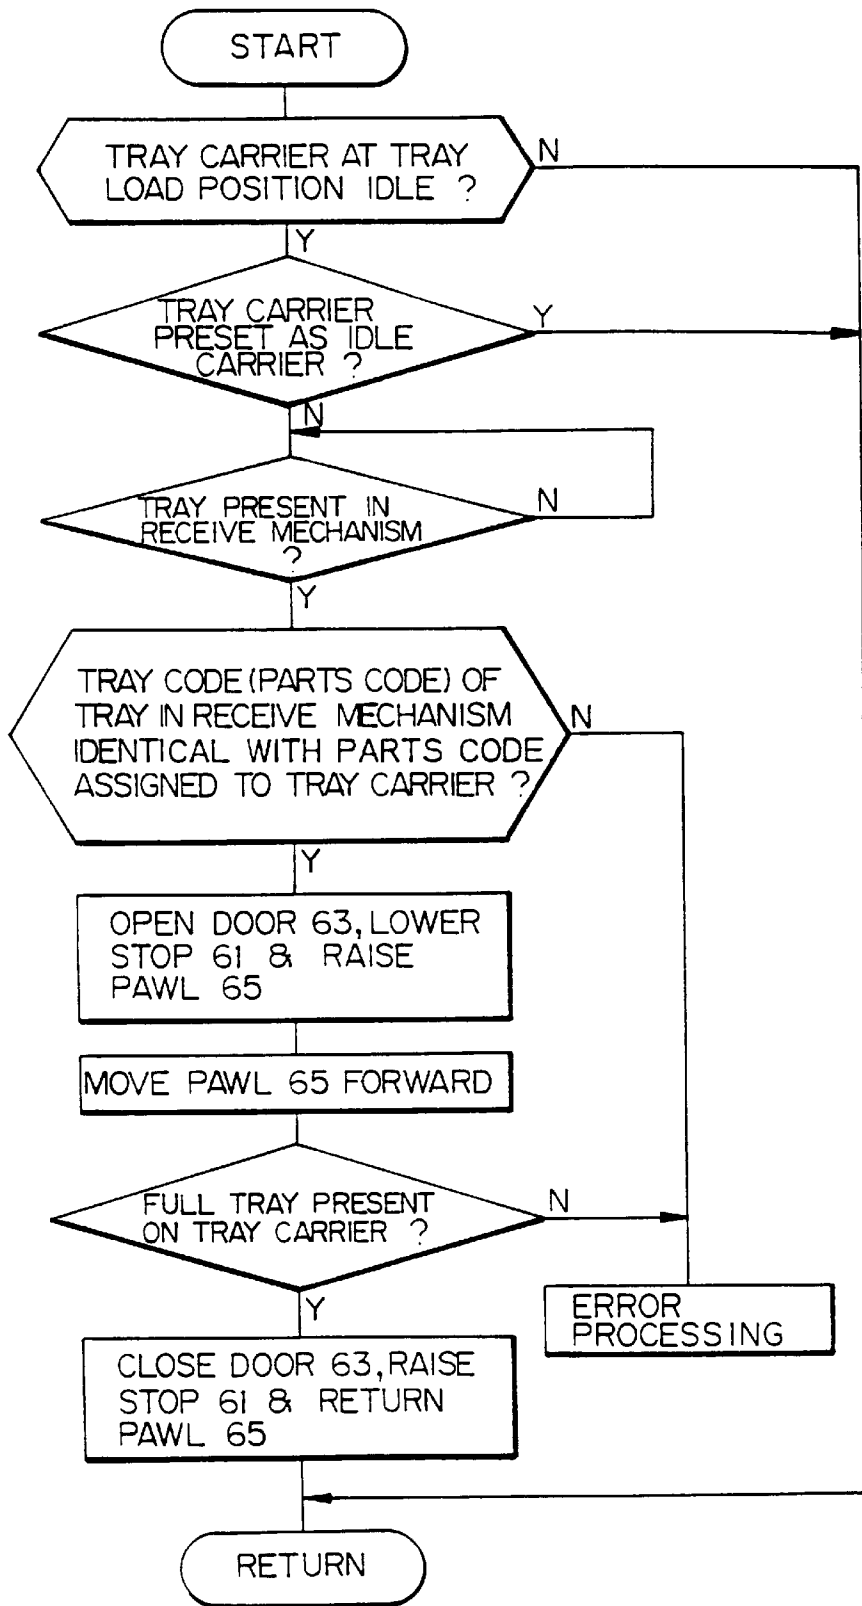 START
TRAY CARRIER AT TRAY
LOAD POSITION IDLE ?
N
Y
TRAY CARRIER
PRESET AS IDLE
CARRIER ?
Y
N
TRAY PRESENT IN
RECEIVE MECHANISM
?
N
Y
TRAY CODE (PARTS CODE) OF
TRAY IN RECEIVE MECHANISM
IDENTICAL WITH PARTS CODE
ASSIGNED TO TRAY CARRIER ?
N
Y
OPEN DOOR 63, LOWER
STOP 61 & RAISE
PAWL 65
MOVE PAWL 65 FORWARD
FULL TRAY PRESENT
ON TRAY CARRIER ?
N
Y
ERROR
PROCESSING
CLOSE DOOR 63, RAISE
STOP 61 & RETURN
PAWL 65
RETURN